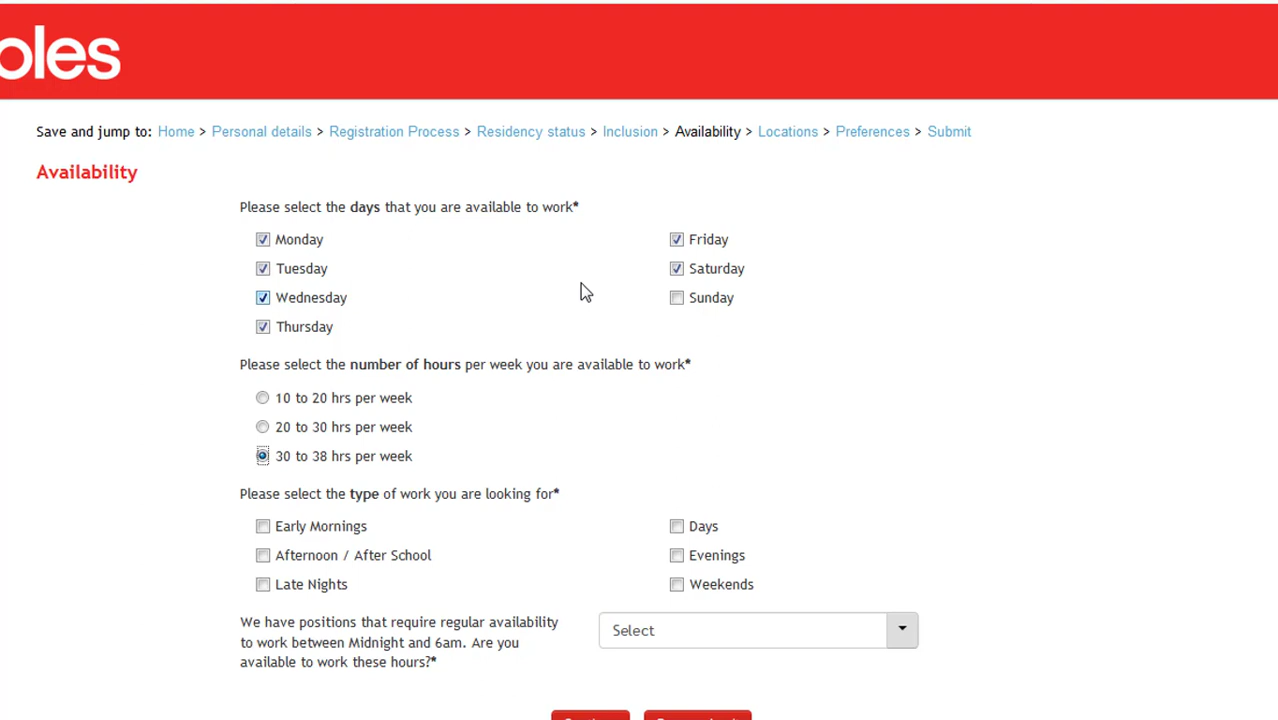 oles
Save and jump to: Home > Personal details > Registration Process > Residency status > Inclusion > Availability > Locations > Preferences > Submit
Availability
Please select the days that you are available to work*
Monday
Friday
Tuesday
Saturday
Wednesday
Sunday
Thursday
Please select the number of hours per week you are available to work*
10 to 20 hrs per week
20 to 30 hrs per week
30 to 38 hrs per week
Please select the type of work you are looking for*
Early Mornings
Days
Afternoon / After School
Evenings
Late Nights
Weekends
We have positions that require regular availability
to work between Midnight and 6am. Are you
available to work these hours?*
Select